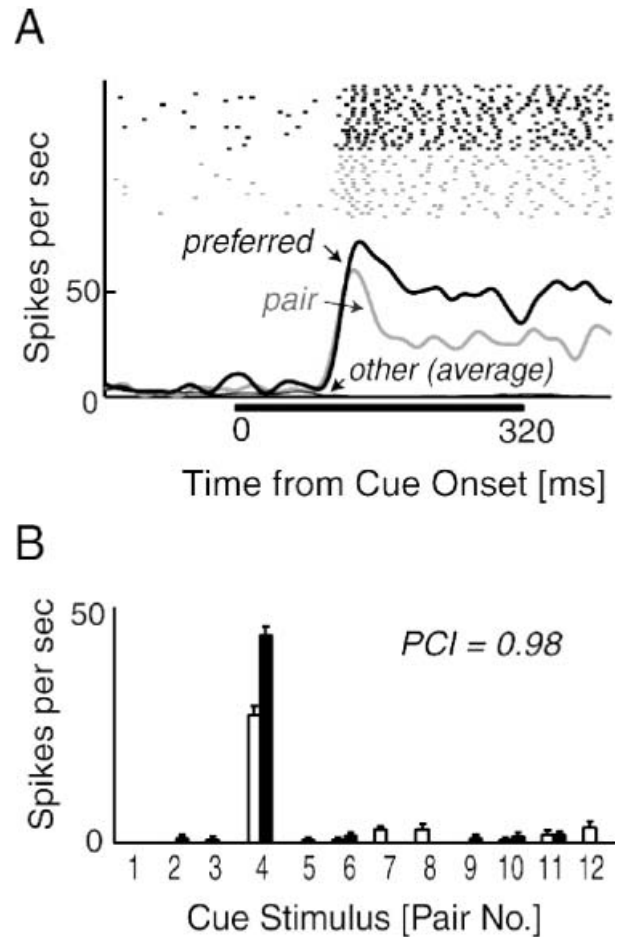 A
Spikes per sec
50
0
preferred
pair
other (average)
0 320
Time from Cue Onset [ms]
B
Spikes per sec
50
0
PCI = 0.98
1 2 3 4 5 6 7 8 9 10 11 12
Cue Stimulus [Pair No.]